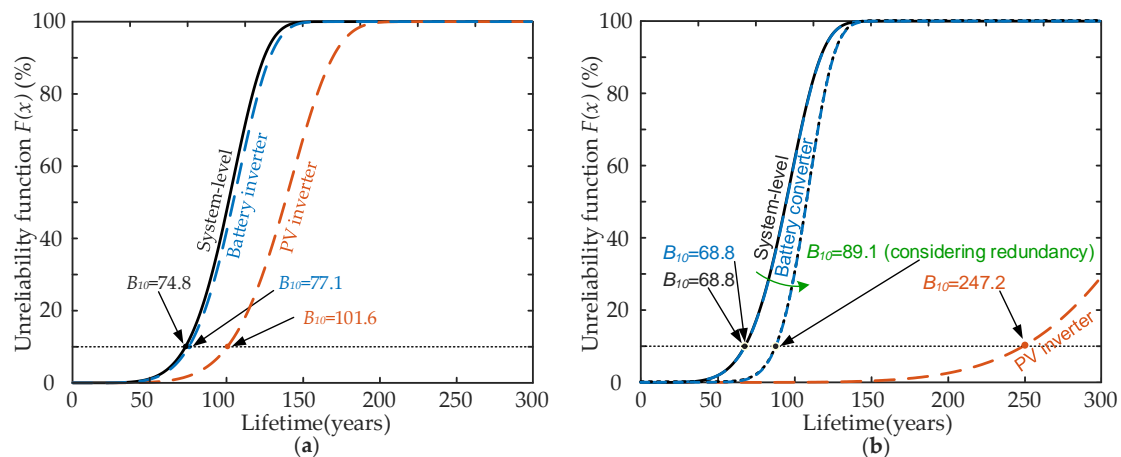 Unreliability function F(x) (%)
100
80
60
40
20
0
System-level
Battery inverter
PV inverter
B10=74.8
B10=77.1
B10=101.6
0
50
100
150
200
250
300
Lifetime(years)
(a)
Unreliability function F(x) (%)
100
80
60
40
20
0
System-level
Battery converter
B10=68.8
B10=68.8
B10=89.1 (considering redundancy)
B10=247.2
PV inverter
0
50
100
150
200
250
300
Lifetime(years)
(b)